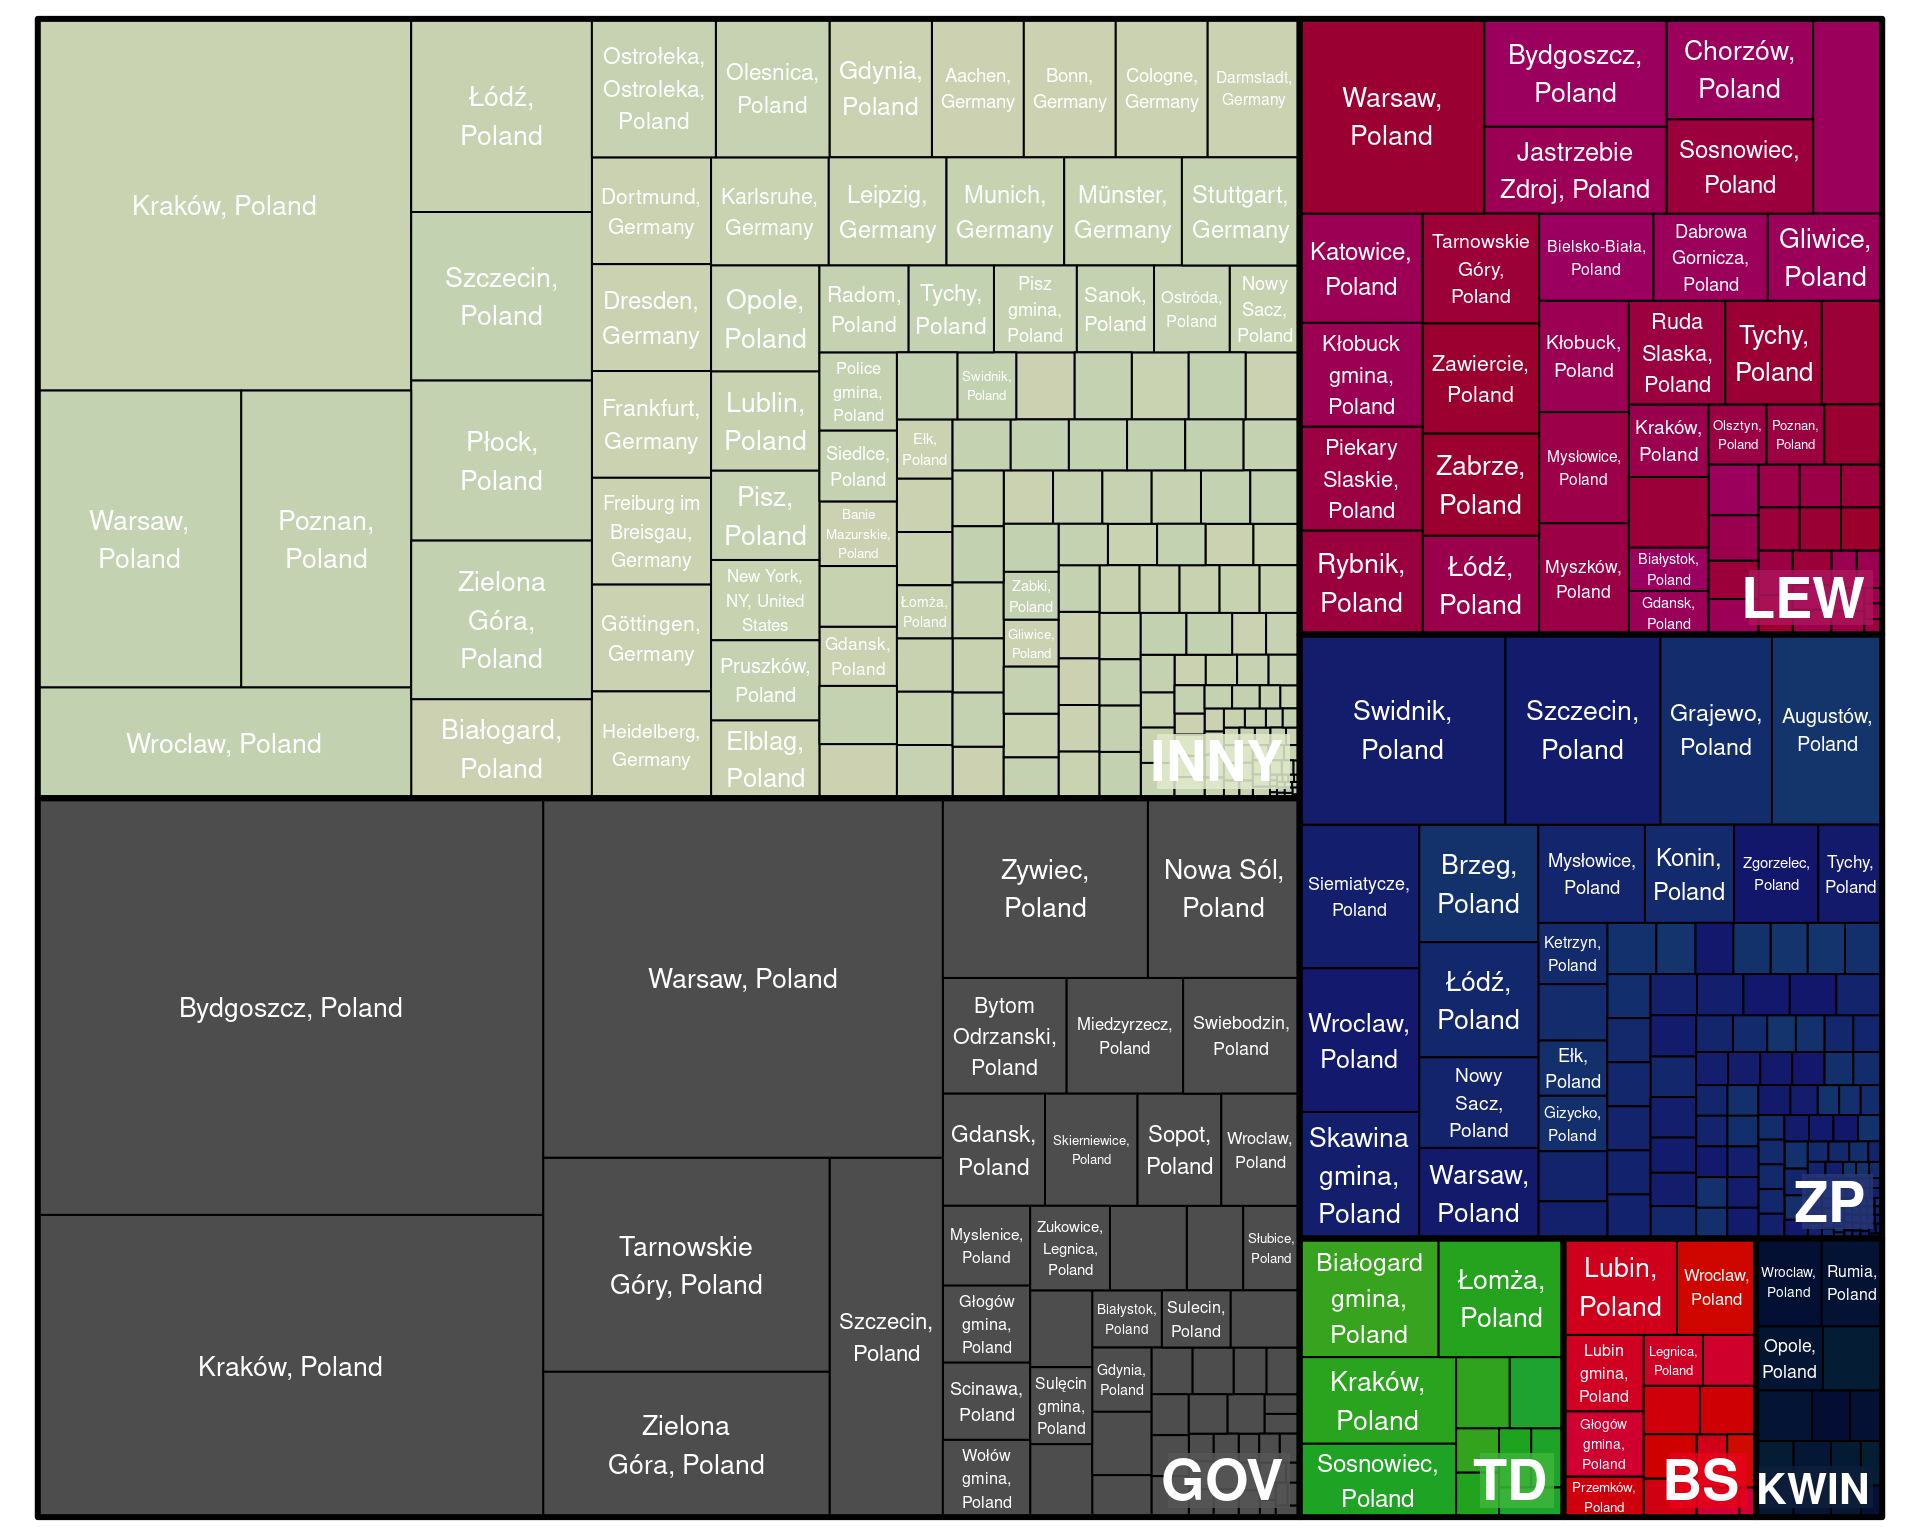 Kraków, Poland
Warsaw,
Poland
Poznan,
Poland
Wroclaw, Poland
Łódź,
Poland
Szczecin,
Poland
Płock,
Poland
Zielona
Góra,
Poland
Białogard,
Poland
Ostrołeka,
Ostroleka,
Poland
Olesnica,
Poland
Gdynia,
Poland
Aachen,
Germany
Bonn,
Germany
Cologne,
Germany
Darmstadt,
Germany
Dortmund,
Germany
Dresden,
Germany
Frankfurt,
Germany
Freiburg im
Breisgau,
Germany
Göttingen,
Germany
Heidelberg,
Germany
Karlsruhe,
Germany
Leipzig,
Germany
Munich,
Germany
Münster,
Germany
Stuttgart,
Germany
Opole,
Poland
Lublin,
Poland
Pisz,
Poland
New York,
NY, United
States
Pruszków,
Poland
Elblag,
Poland
Radom,
Poland
Tychy,
Poland
Pisz
gmina,
Poland
Sanok,
Poland
Ostróda,
Poland
Nowy
Sacz,
Poland
Police
gmina,
Poland
Siedlce,
Poland
Banie
Mazurskie,
Poland
Gdansk,
Poland
Swidnik,
Poland
Ełk,
Poland
Łomża,
Poland
Zabki,
Poland
Gliwice,
Poland
INNY
Warsaw,
Poland
Bydgoszcz,
Poland
Jastrzebie
Zdroj, Poland
Chorzów,
Poland
Sosnowiec,
Poland
Katowice,
Poland
Kłobuck
gmina,
Poland
Piekary
Slaskie,
Poland
Rybnik,
Poland
Tarnowskie
Góry,
Poland
Zawiercie,
Poland
Zabrze,
Poland
Łódź,
Poland
Bielsko-Biała,
Poland
Dabrowa
Gornicza,
Poland
Gliwice,
Poland
Kłobuck,
Poland
Mysłowice,
Poland
Myszków,
Poland
Ruda
Slaska,
Poland
Tychy,
Poland
Kraków,
Poland
Olsztyn,
Poland
Poznan,
Poland
Białystok,
Poland
Gdansk,
Poland
LEW
Bydgoszcz, Poland
Kraków, Poland
Warsaw, Poland
Tarnowskie
Góry, Poland
Zielona
Góra, Poland
Szczecin,
Poland
Zywiec,
Poland
Nowa Sól,
Poland
Bytom
Odrzanski,
Poland
Miedzyrzecz,
Poland
Swiebodzin,
Poland
Gdansk,
Poland
Skierniewice,
Poland
Sopot,
Poland
Wroclaw,
Poland
Myslenice,
Poland
Głogów
gmina,
Poland
Scinawa,
Poland
Wołów
gmina,
Poland
Zukowice,
Legnica,
Poland
Słubice,
Poland
Sulęcin
gmina,
Poland
Białystok,
Poland
Sulecin,
Poland
Gdynia,
Poland
GOV
Swidnik,
Poland
Szczecin,
Poland
Grajewo,
Poland
Augustów,
Poland
Siemiatycze,
Poland
Wroclaw,
Poland
Skawina
gmina,
Poland
Brzeg,
Poland
Łódź,
Poland
Nowy
Sacz,
Poland
Warsaw,
Poland
Mysłowice,
Poland
Konin,
Poland
Zgorzelec,
Poland
Tychy,
Poland
Ketrzyn,
Poland
Ełk,
Poland
Gizycko,
Poland
ZP
Białogard
gmina,
Poland
Łomża,
Poland
Kraków,
Poland
Sosnowiec,
Poland
TD
Lubin,
Poland
Wroclaw,
Poland
Lubin
gmina,
Poland
Legnica,
Poland
Głogów
gmina,
Poland
Przemków,
Poland
BS
Wroclaw,
Poland
Rumia,
Poland
Opole,
Poland
KWIN